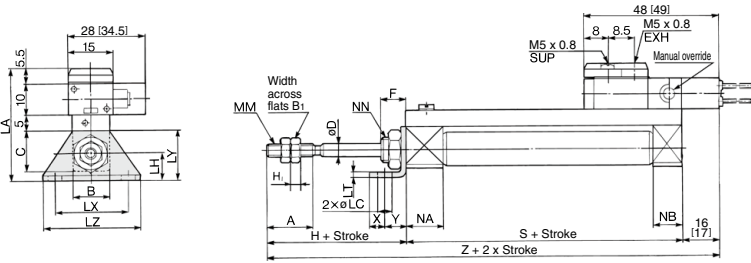 48 [49]
28 [34.5]
8
8.5
M5 x 0.8
EXH
15
M5 x 0.8
SUP
Manual override
5.5
Width
across
flats B1
F
MM
NN
øD
LA
10
5
C
LH
LY
H1
LT
2×øLC
B
LX
LZ
A
X
Y
NA
NB
H + Stroke
S + Stroke
16
[17]
Z + 2 x Stroke